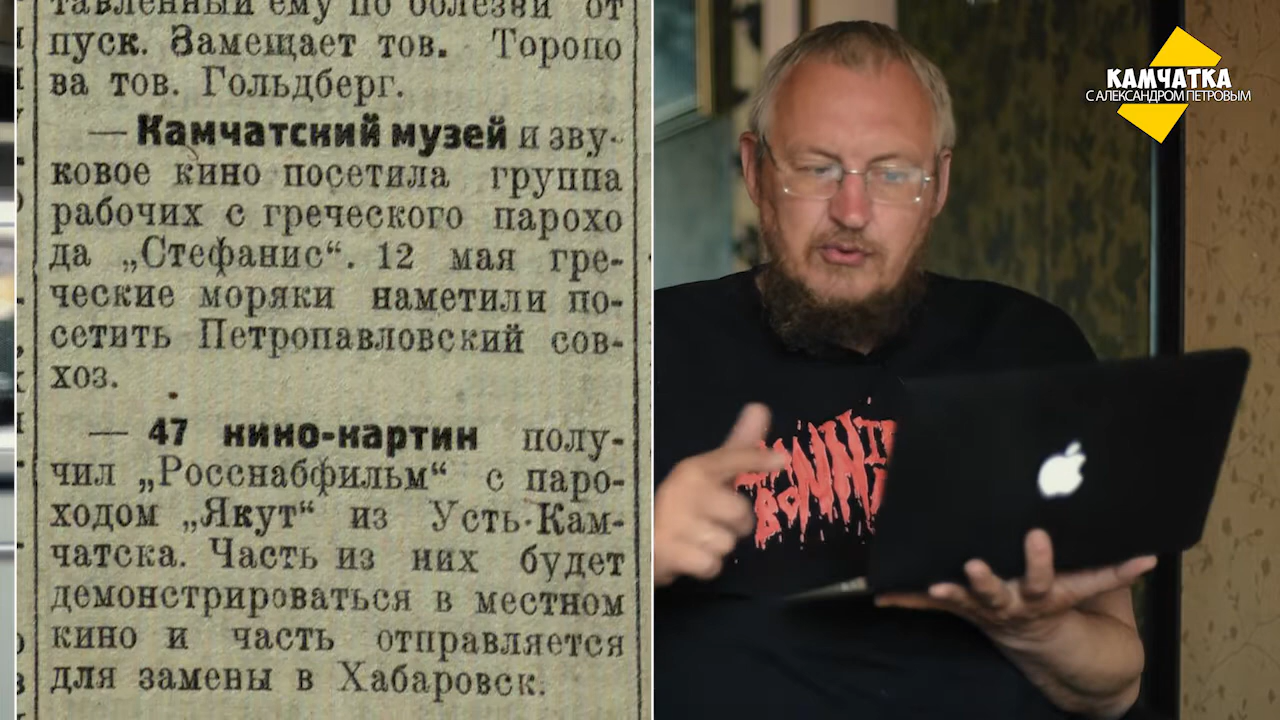 тавленный ему по болезни от
пуск. Замещает тов. Торопо
ва тов. Гольдберг.
— Камчатский музей и зву-
ковое кино посетила группа
рабочих с греческого парохо
да „Стефанис“. 12 мая гре-
ческие моряки наметили по-
сетить Петропавловский сов-
хоз.
— 47 кино-картин полу-
чил „Росснабфильм“ с паро-
ходом „Якут“ из Усть-Кам-
чатска. Часть из них будет
демонстрироваться в местном
кино и часть отправляется
для замены в Хабаровск.
КАМЧАТКА
С АЛЕКСАНДРОМ ПЕТРОВЫМ